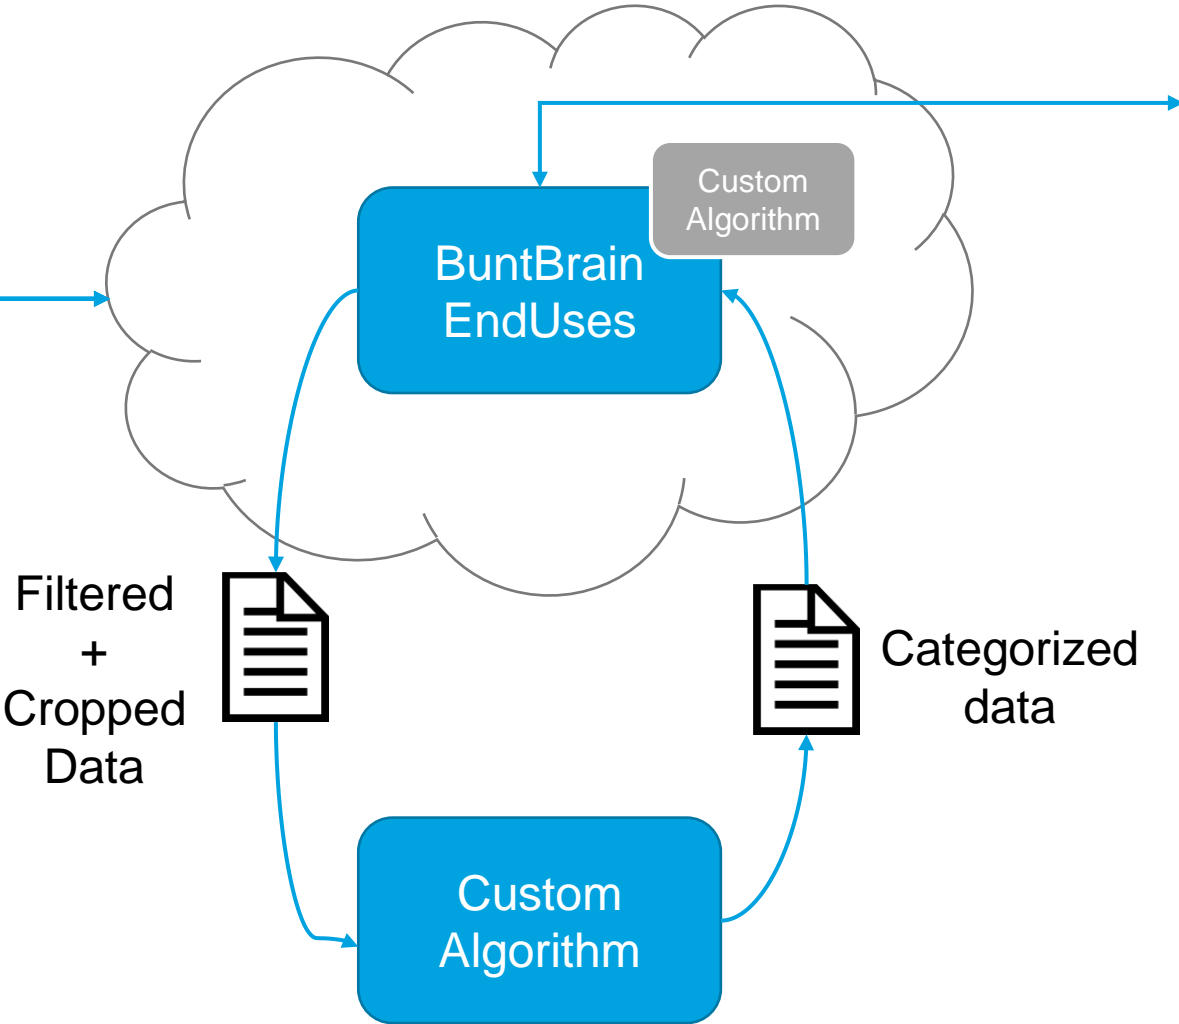 Custom
Algorithm
BuntBrain
EndUses
Filtered
+
Cropped
Data
Categorized
data
Custom
Algorithm